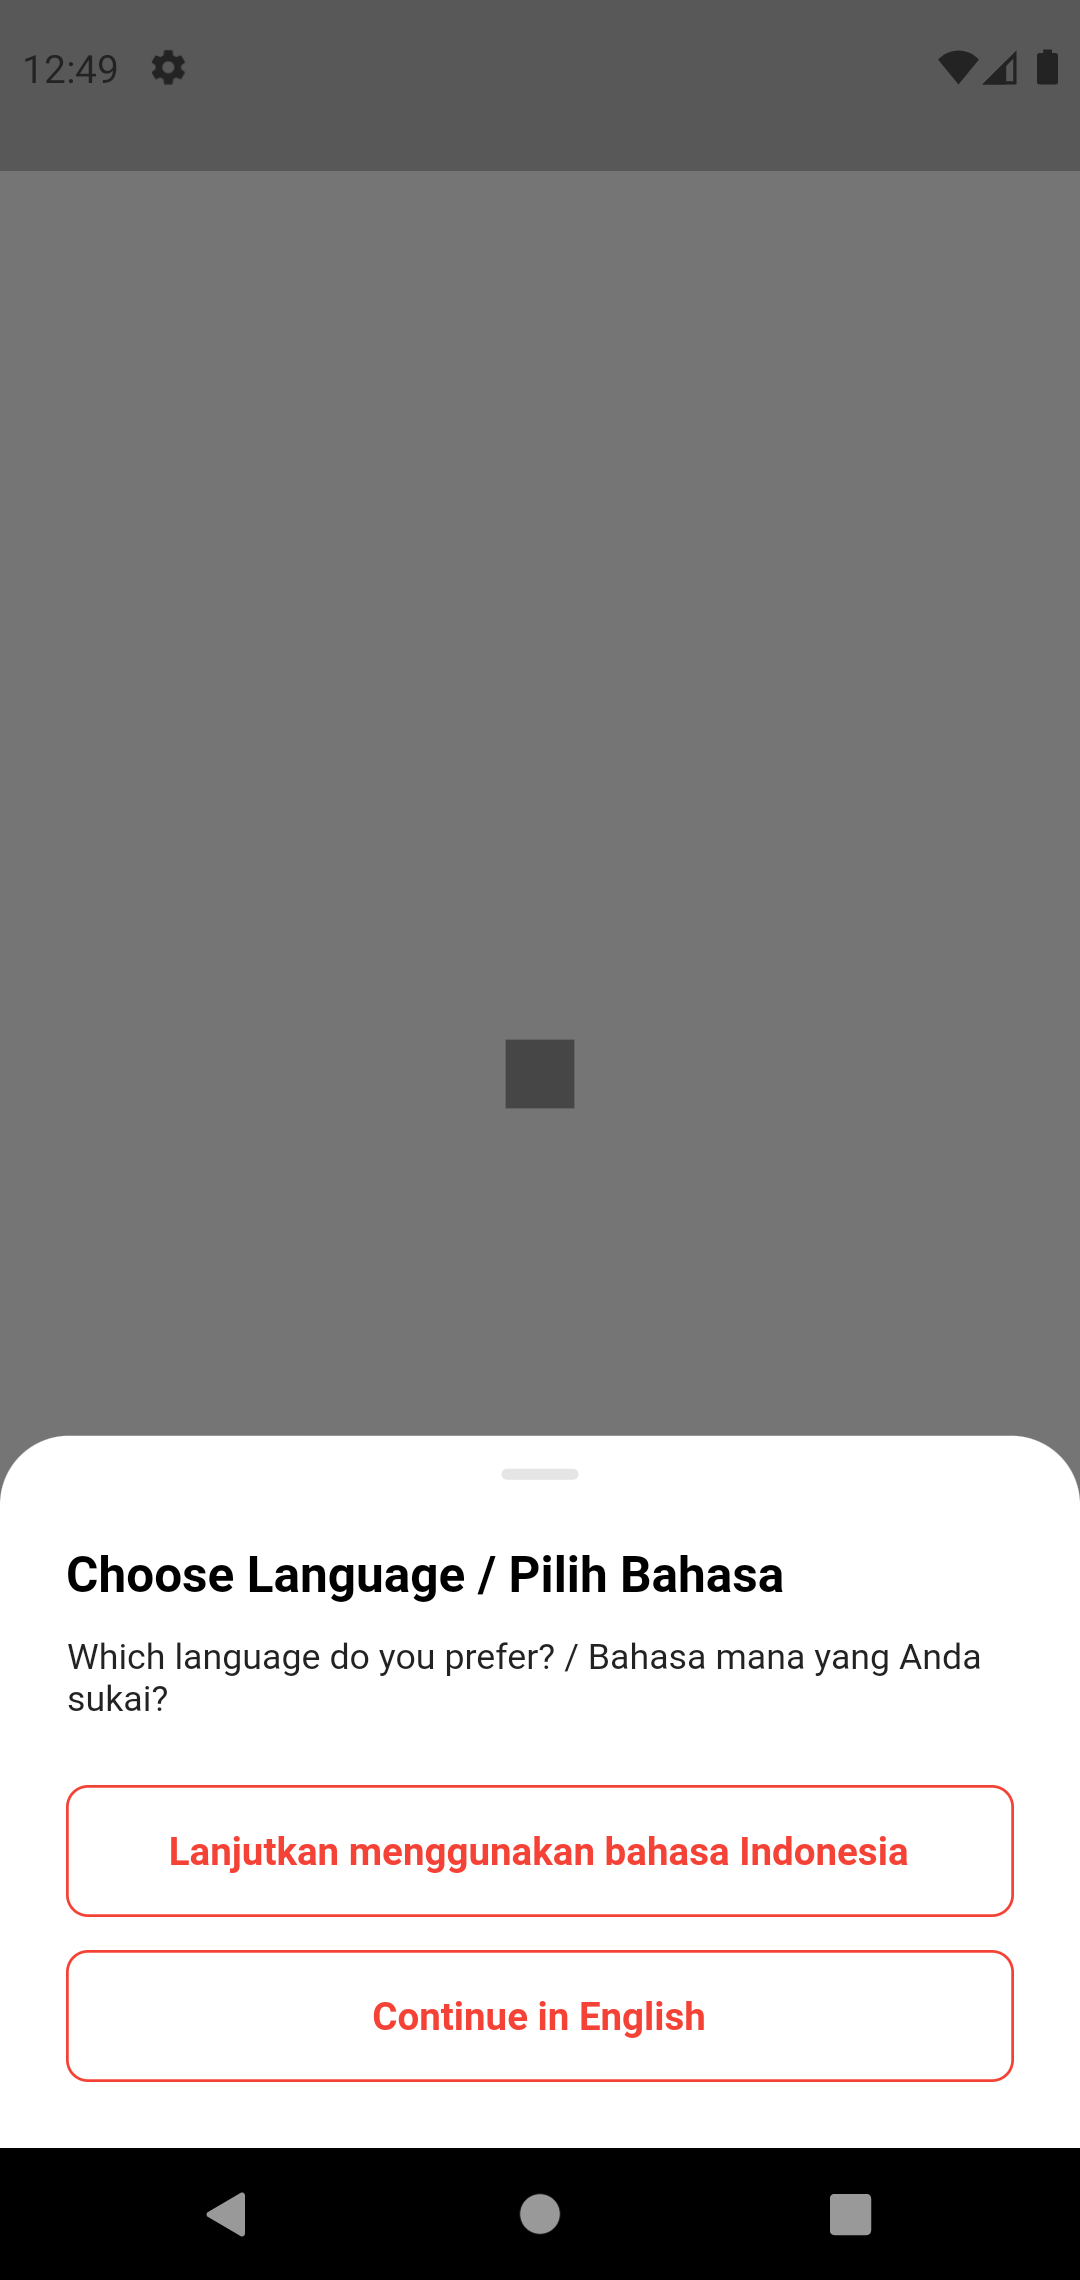 12:49
Choose Language / Pilih Bahasa
Which language do you prefer? / Bahasa mana yang Anda
sukai?
Lanjutkan menggunakan bahasa Indonesia
Continue in English